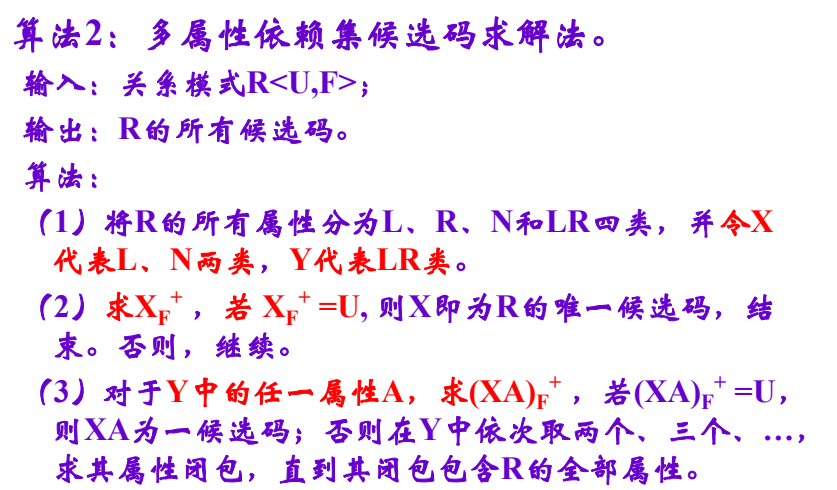 算法2：多属性依赖集候选码求解法。
输入：关系模式R<U,F>；
输出：R的所有候选码。
算法：
（1）将R的所有属性分为L、R、N和LR四类，并令X
代表L、N两类，Y代表LR类。
（2）求X_F^+，若 X_F^+ =U, 则X即为R的唯一候选码，结
束。否则，继续。
（3）对于Y中的任一属性A，求(XA)_F^+，若(XA)_F^+ =U，
则XA为一候选码；否则在Y中依次取两个、三个、…，
求其属性闭包，直到其闭包包含R的全部属性。